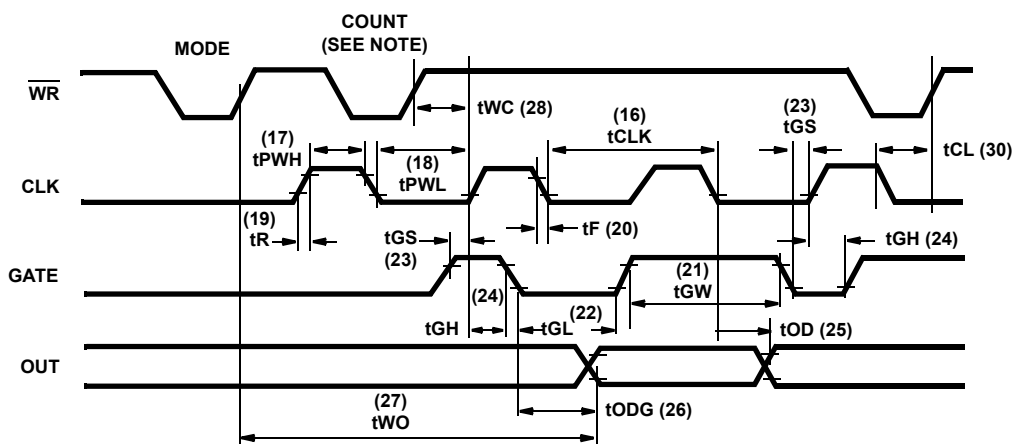 COUNT
(SEE NOTE)
MODE
WR
tWC (28)
(16)
tCLK
(23)
tGS
tCL (30)
(17)
tPWH
(18)
tPWL
CLK
(19)
tR
tGS
(23)
tF (20)
tGH (24)
GATE
(24)
tGH
(22)
tGL
(21)
tGW
tOD (25)
OUT
(27)
tWO
tODG (26)